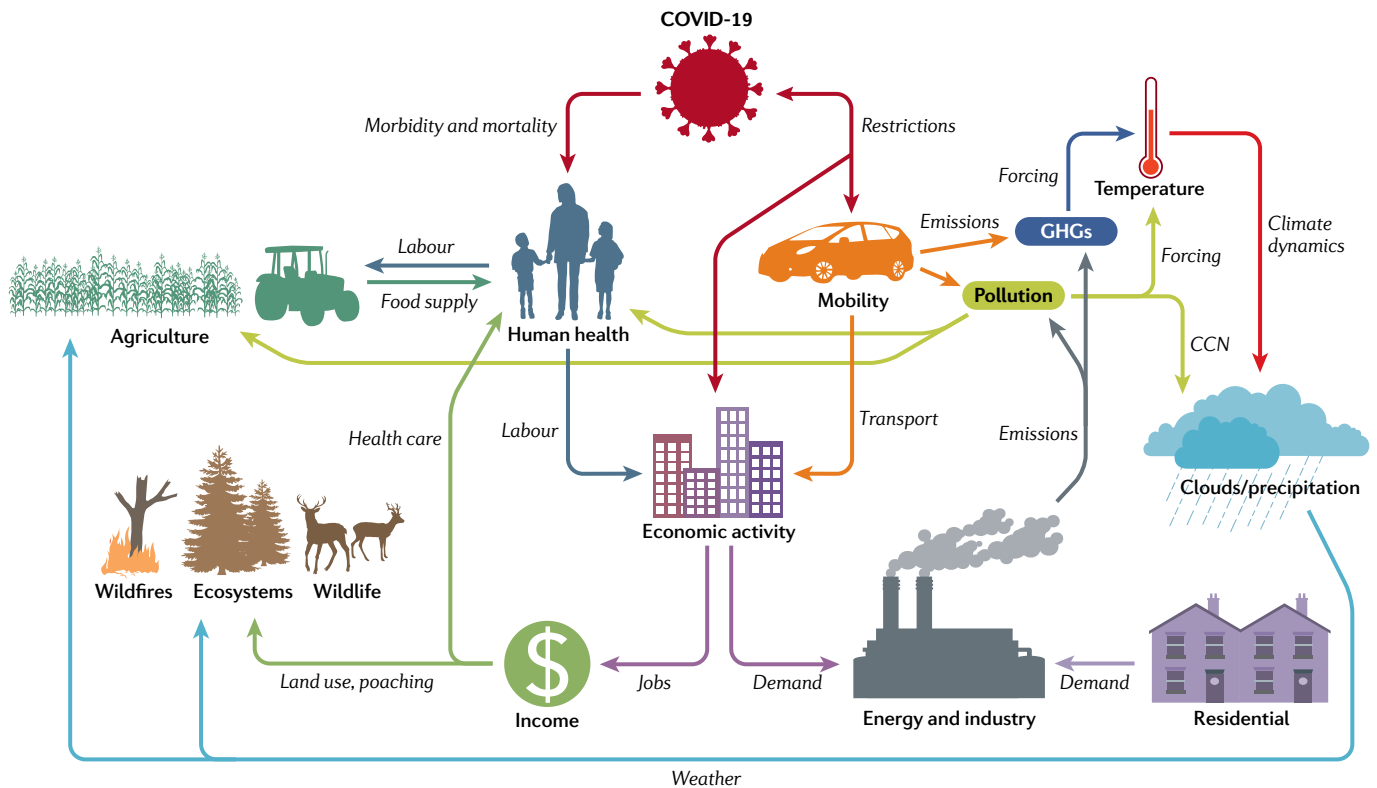 COVID-19
Morbidity and mortality
Restrictions
Forcing
Temperature
Emissions
GHGs
Climate
dynamics
Labour
Forcing
Food supply
Mobility
Pollution
Agriculture
Human health
CCN
Health care
Labour
Transport
Emissions
Clouds/precipitation
Economic activity
Wildfires
Ecosystems
Wildlife
Land use, poaching
Jobs
Demand
Demand
Income
Energy and industry
Residential
Weather